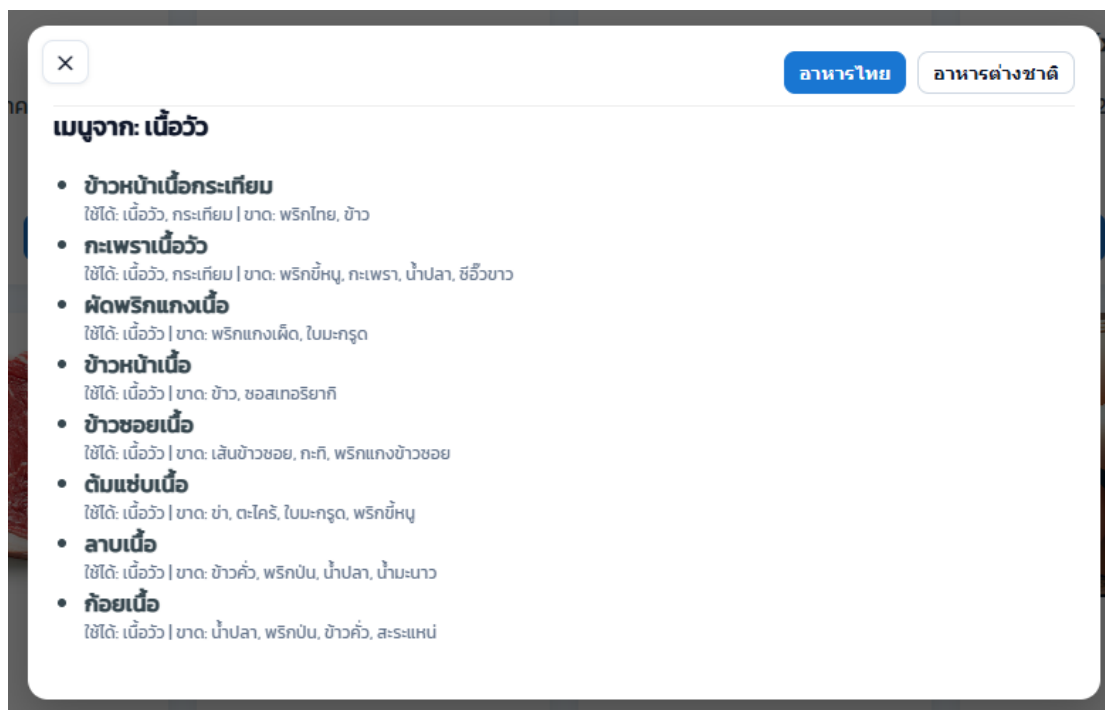 ×
อาหารไทย
อาหารต่างชาติ
เมนูจาก: เนื้อวัว
• ข้าวหน้าเนื้อกระเทียม
ใช้ได้: เนื้อวัว, กระเทียม | ขาด: พริกไทย, ข้าว
• กะเพราเนื้อวัว
ใช้ได้: เนื้อวัว, กระเทียม | ขาด: พริกขี้หนู, กะเพรา, น้ำปลา, ซีอิ๊วขาว
• ผัดพริกแกงเนื้อ
ใช้ได้: เนื้อวัว | ขาด: พริกแกงเผ็ด, ใบมะกรูด
• ข้าวหน้าเนื้อ
ใช้ได้: เนื้อวัว | ขาด: ข้าว, ซอสเทอริยากิ
• ข้าวซอยเนื้อ
ใช้ได้: เนื้อวัว | ขาด: เส้นข้าวซอย, กะทิ, พริกแกงข้าวซอย
• ต้มแซ่บเนื้อ
ใช้ได้: เนื้อวัว | ขาด: ข่า, ตะไคร้, ใบมะกรูด, พริกขี้หนู
• ลาบเนื้อ
ใช้ได้: เนื้อวัว | ขาด: ข้าวคั่ว, พริกป่น, น้ำปลา, น้ำมะนาว
• ก้อยเนื้อ
ใช้ได้: เนื้อวัว | ขาด: น้ำปลา, พริกป่น, ข้าวคั่ว, สะระแหน่